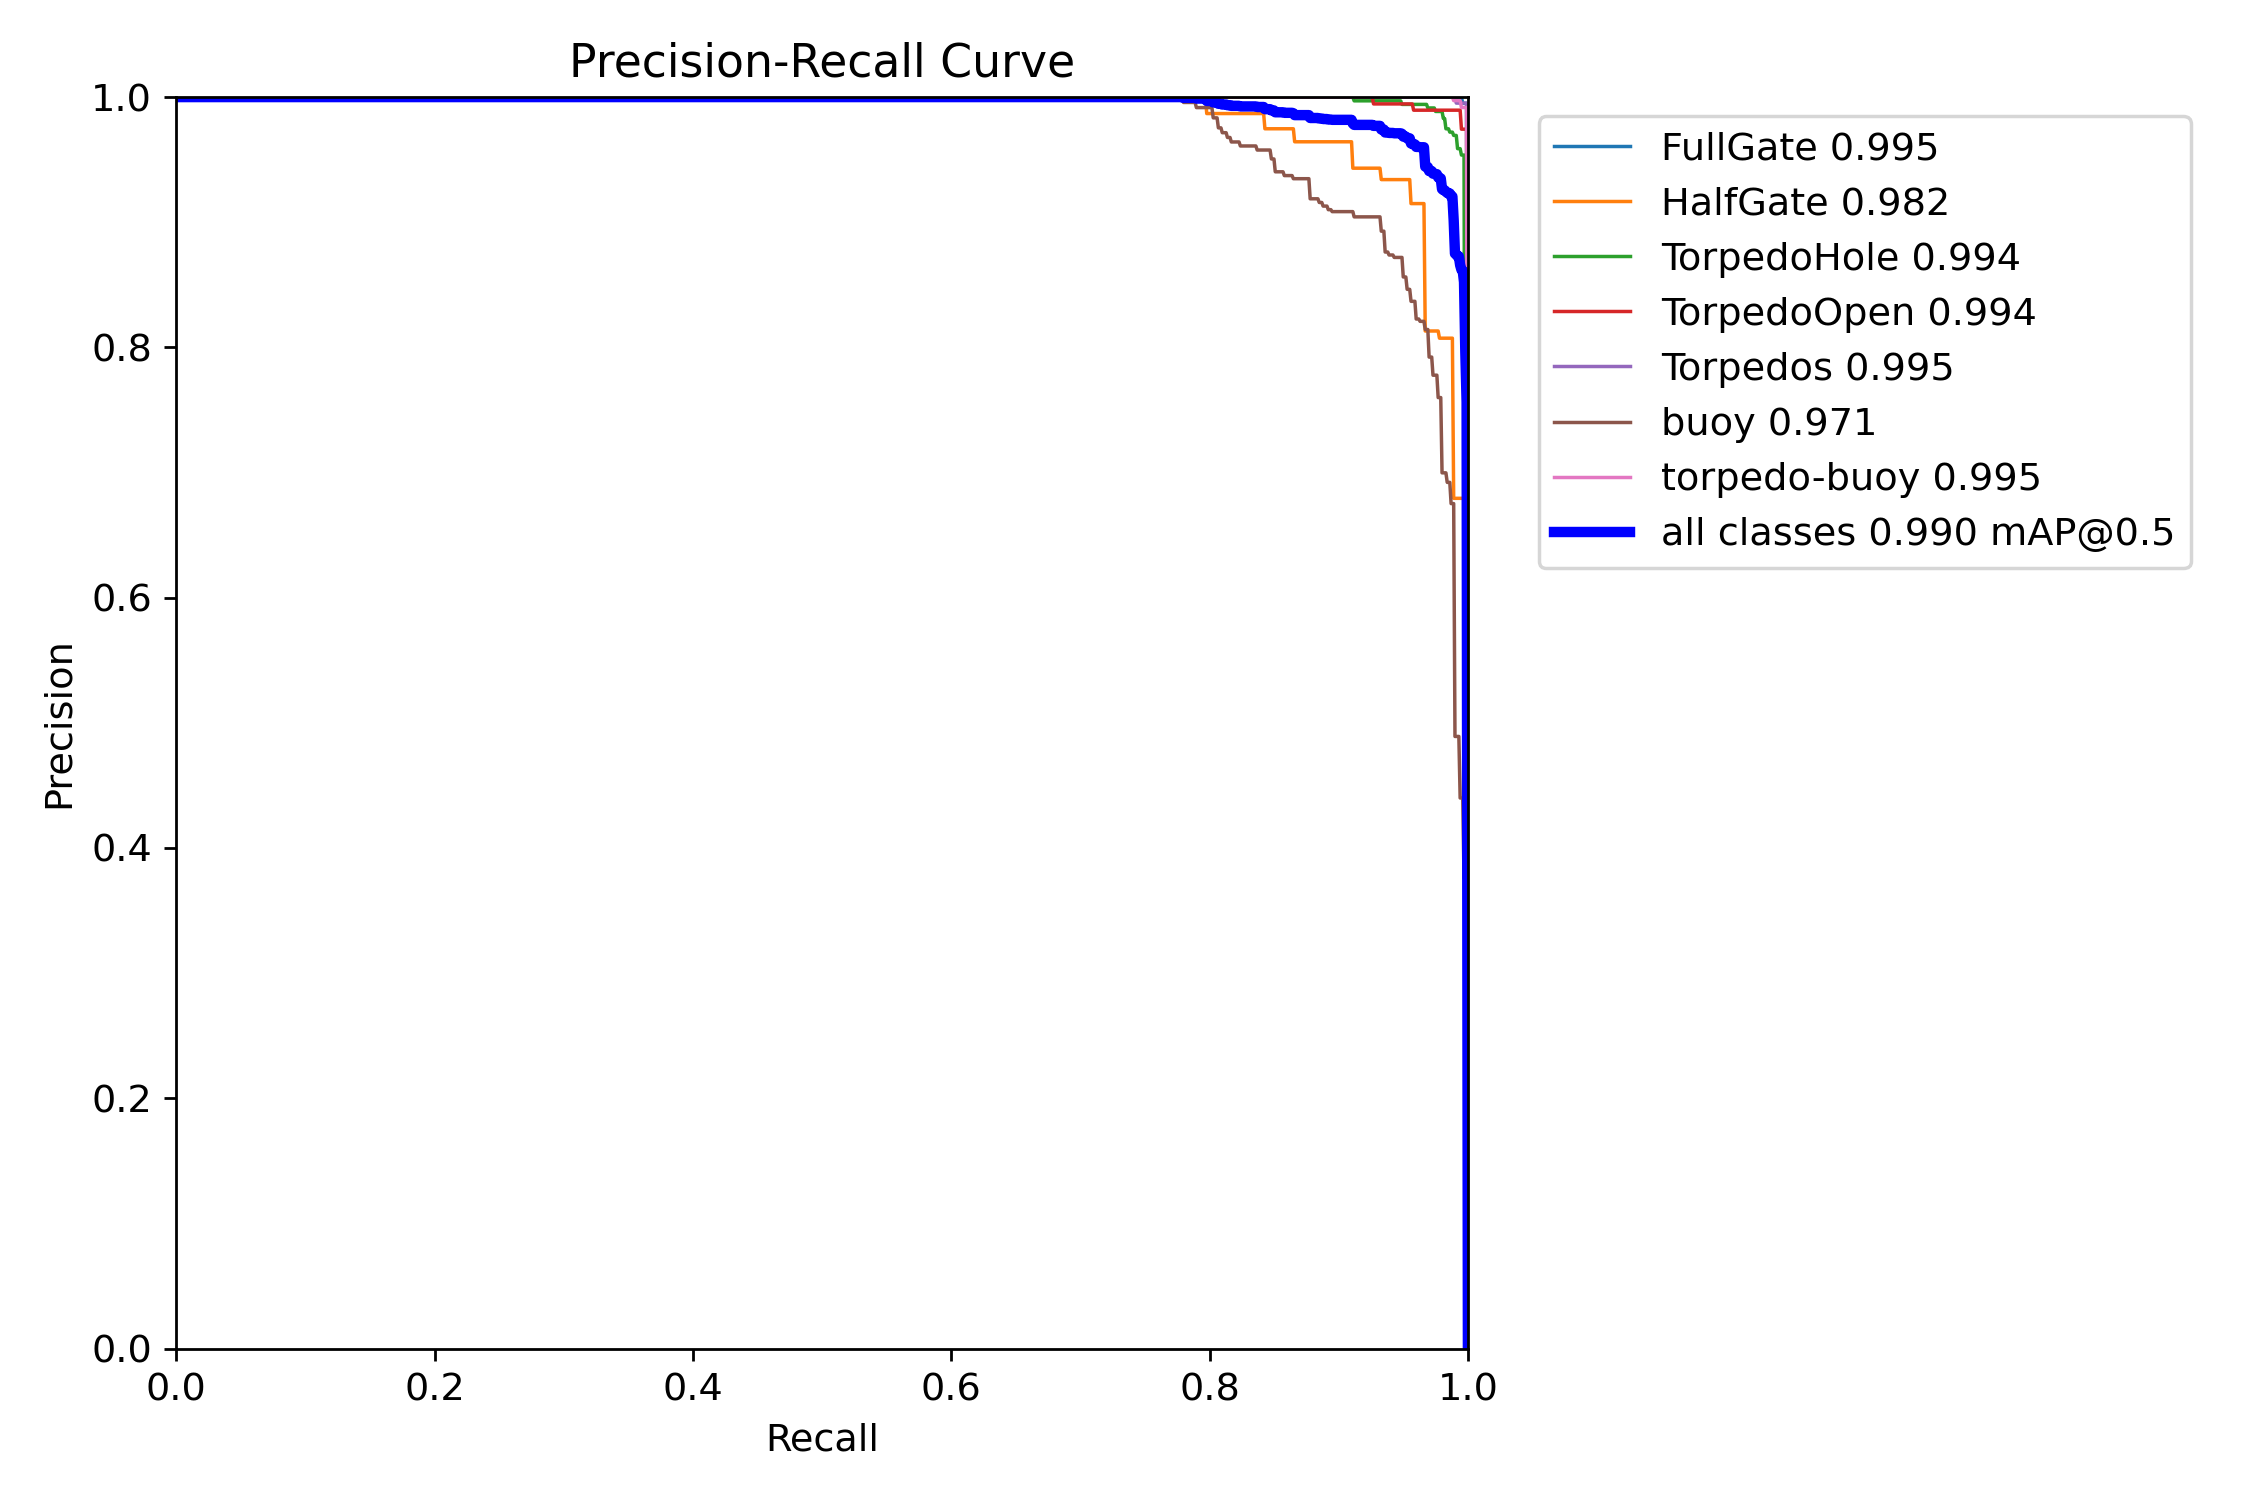 Precision-Recall Curve
1.0
0.8
0.6
0.4
0.2
0.0
Precision
0.0 0.2 0.4 0.6 0.8 1.0
Recall
FullGate 0.995
HalfGate 0.982
TorpedoHole 0.994
TorpedoOpen 0.994
Torpedos 0.995
buoy 0.971
torpedo-buoy 0.995
all classes 0.990 mAP@0.5